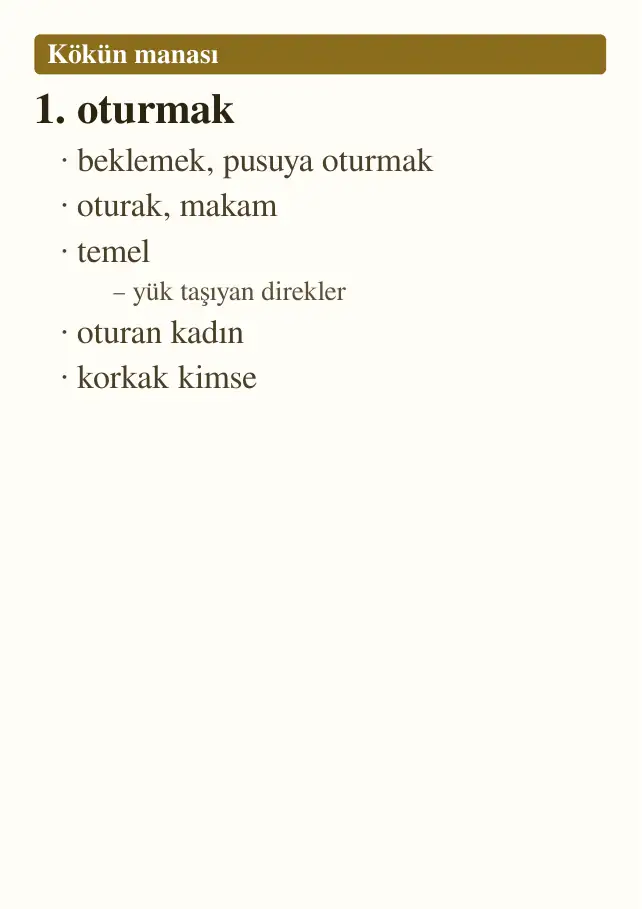 Kökün manası
1. oturmak
· beklemek, pusuya oturmak
· oturak, makam
· temel
– yük taşıyan direkler
· oturan kadın
· korkak kimse